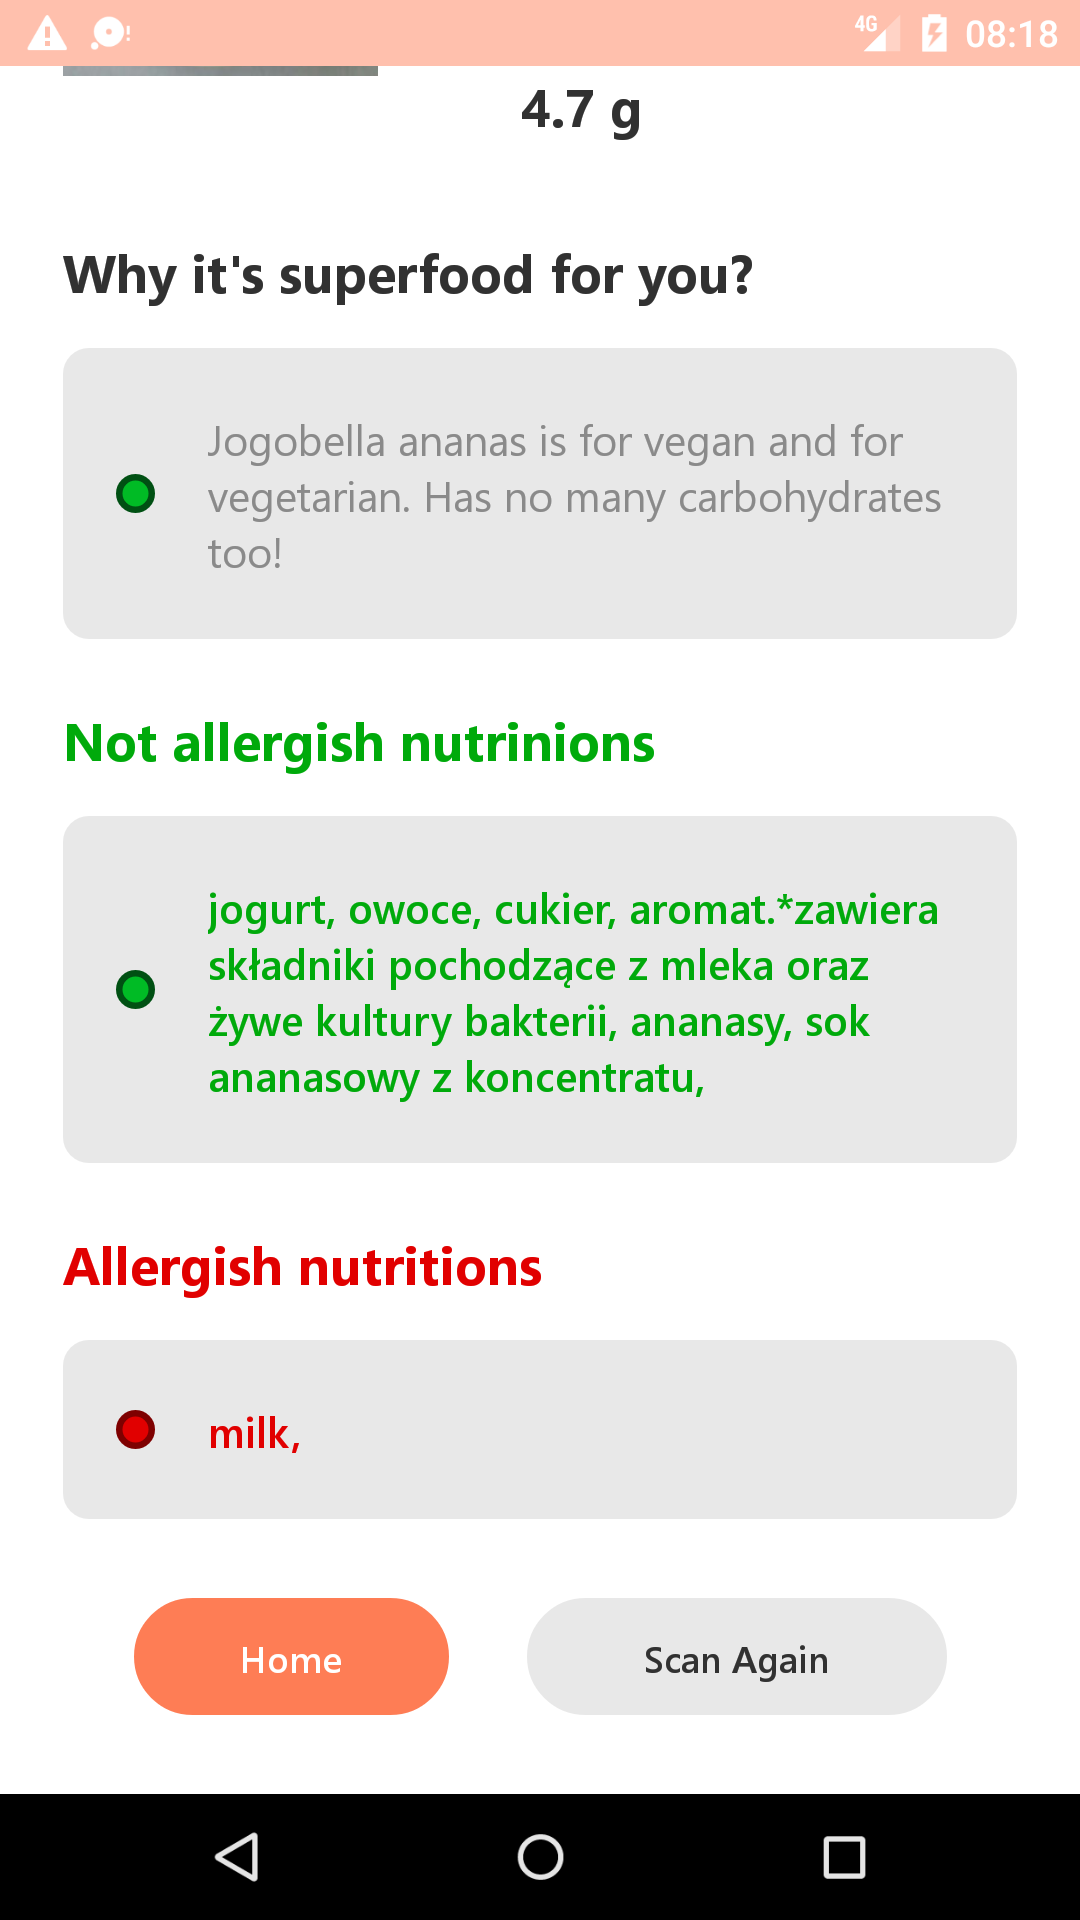 4G 08:18
4.7 g
Why it's superfood for you?
Jogobella ananas is for vegan and for
vegetarian. Has no many carbohydrates
too!
Not allergish nutrinions
jogurt, owoce, cukier, aromat.*zawiera
składniki pochodzące z mleka oraz
żywe kultury bakterii, ananasy, sok
ananasowy z koncentratu,
Allergish nutritions
milk,
Home Scan Again